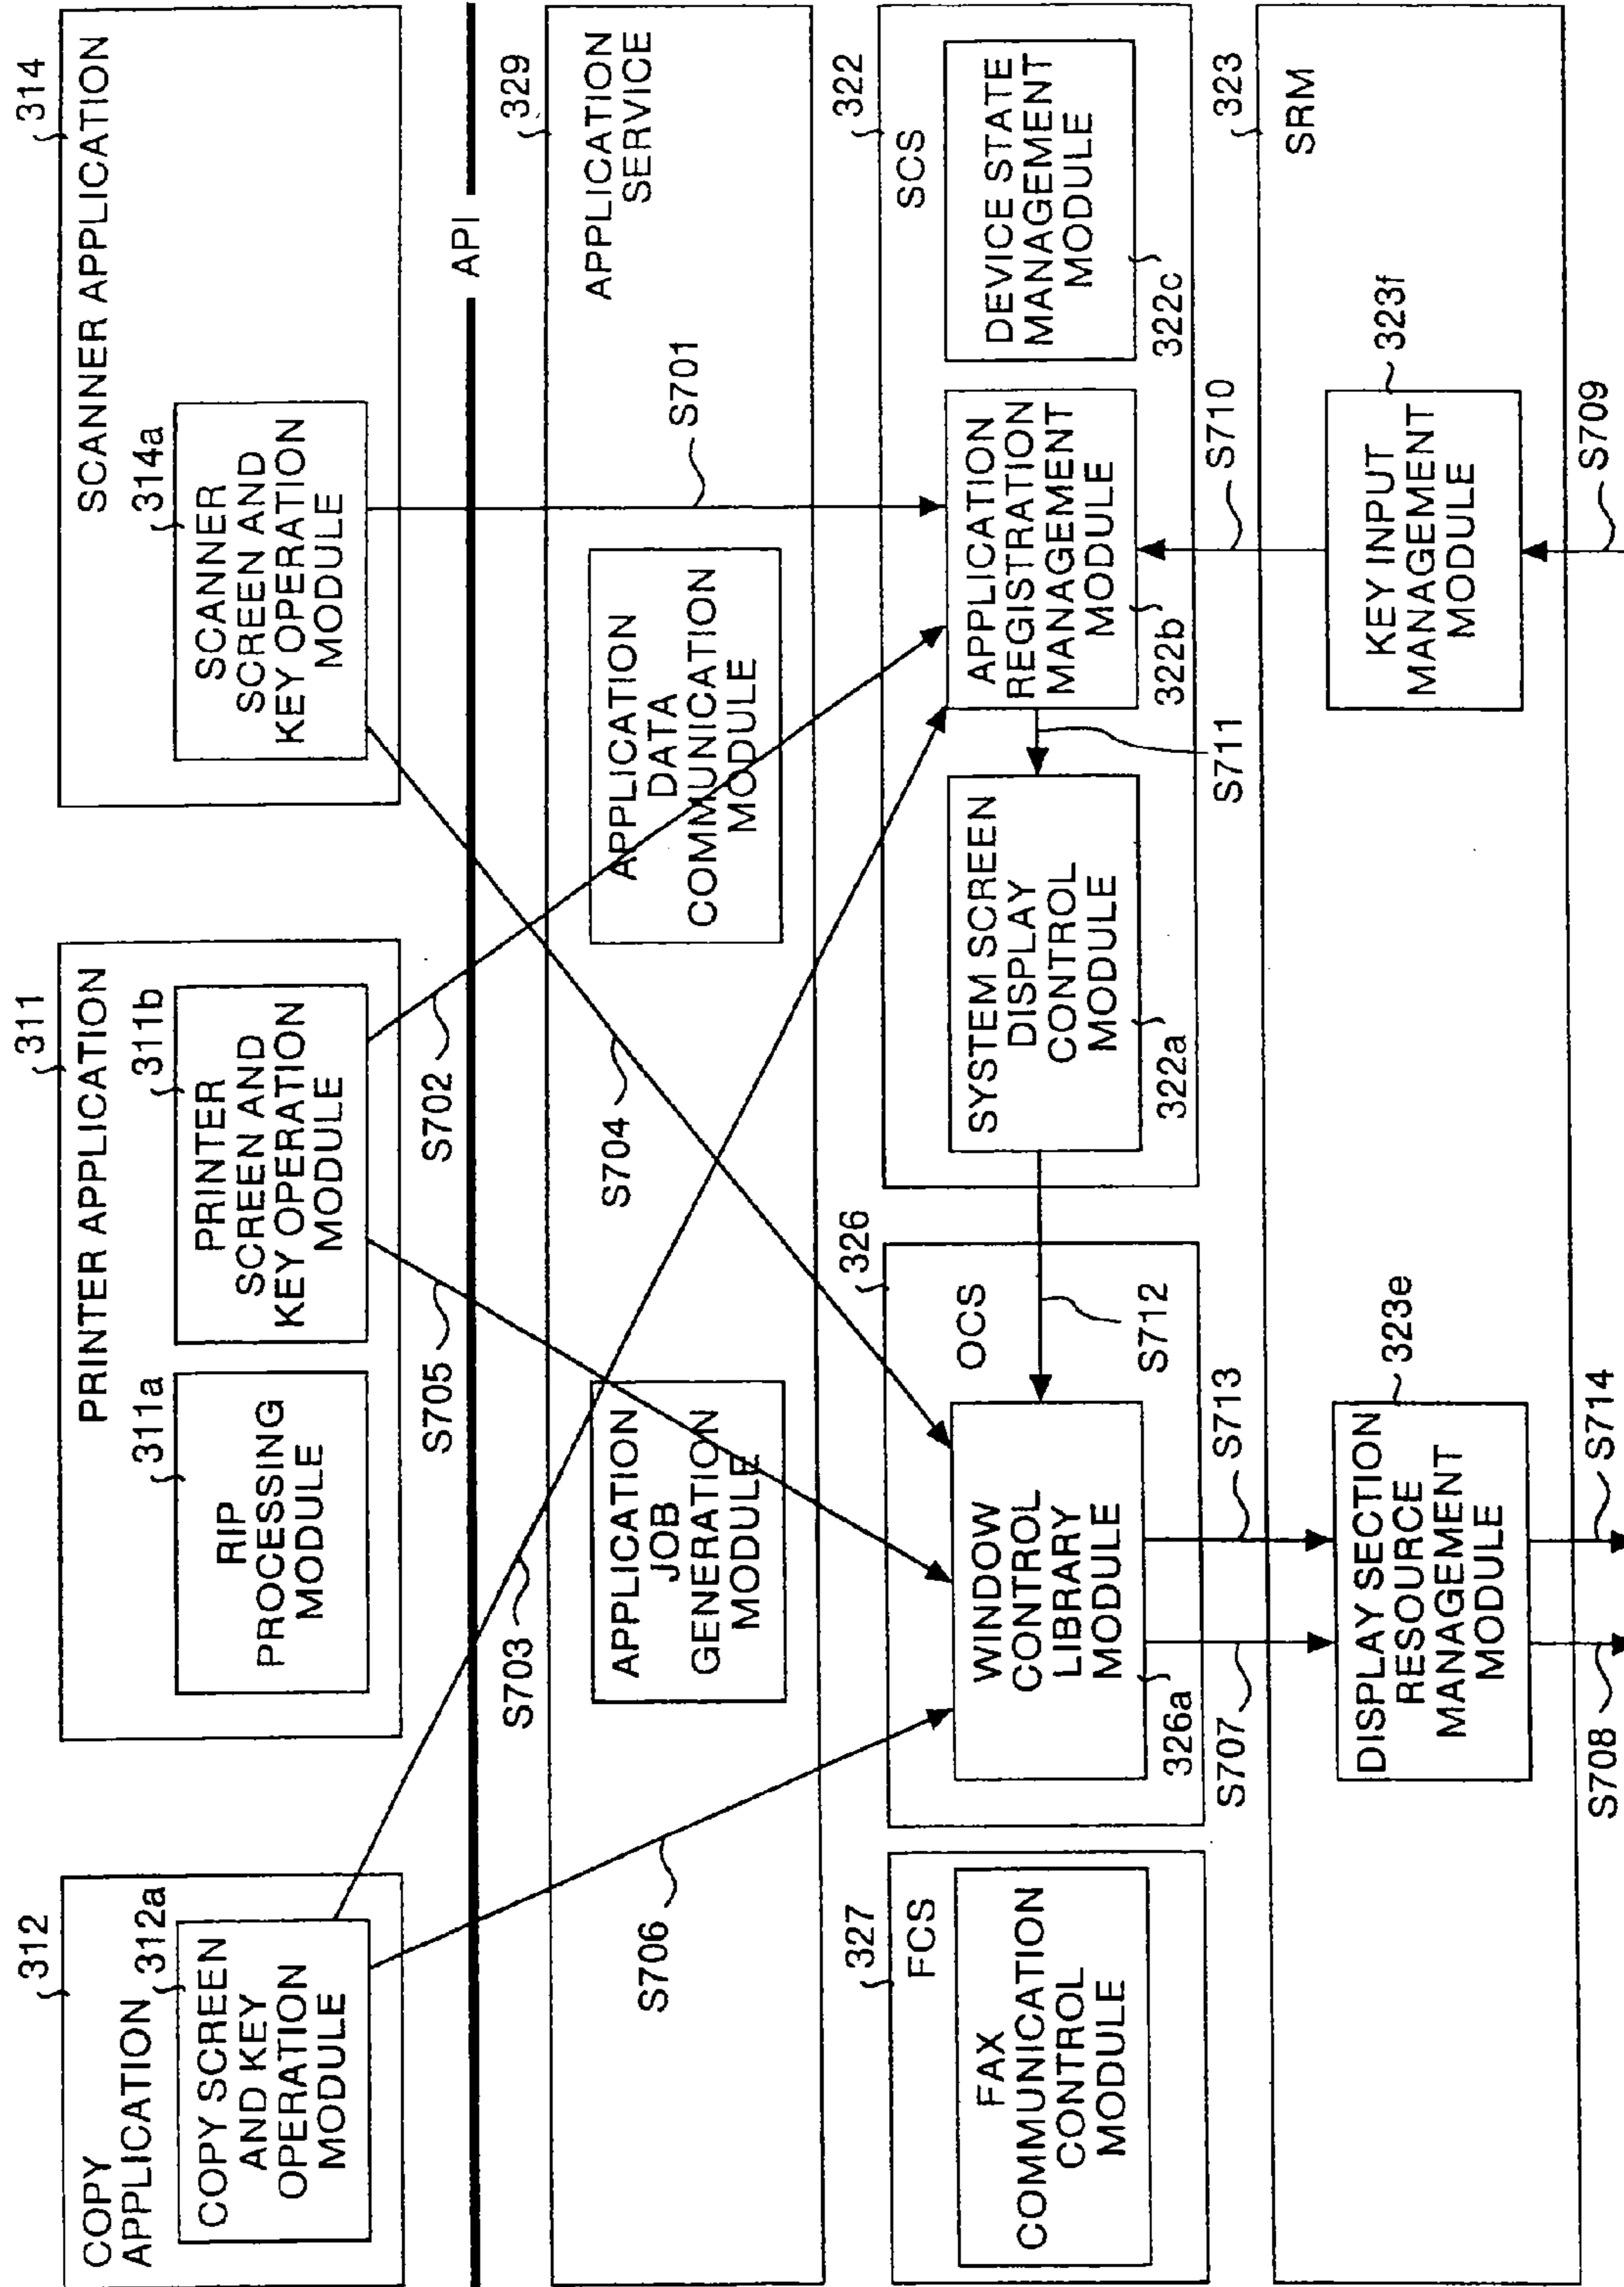 312
COPY
APPLICATION
312a
COPY SCREEN
AND KEY
OPERATION
MODULE
311
PRINTER APPLICATION
311a
RIP
PROCESSING
MODULE
311b
PRINTER
SCREEN AND
KEY OPERATION
MODULE
314
SCANNER APPLICATION
314a
SCANNER
SCREEN AND
KEY OPERATION
MODULE
API
S705
S702
S703
S704
S706
S701
329
APPLICATION
SERVICE
APPLICATION
JOB
GENERATION
MODULE
APPLICATION
DATA
COMMUNICATION
MODULE
327
FCS
FAX
COMMUNICATION
CONTROL
MODULE
326
OCS
WINDOW
CONTROL
LIBRARY
MODULE
326a
S712
322
SCS
SYSTEM SCREEN
DISPLAY
CONTROL
MODULE
322a
S711
APPLICATION
REGISTRATION
MANAGEMENT
MODULE
322b
DEVICE STATE
MANAGEMENT
MODULE
322c
S707
S713
S710
323
SRM
DISPLAY SECTION
RESOURCE
MANAGEMENT
MODULE
323e
KEY INPUT
MANAGEMENT
MODULE
323f
S708
S714
S709